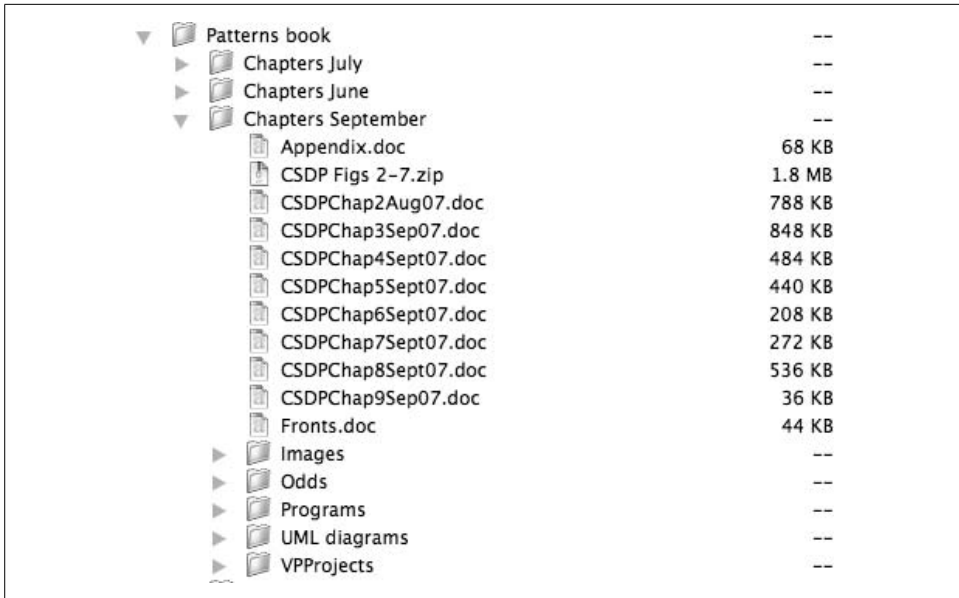 Patterns book --
Chapters July --
Chapters June --
Chapters September --
Appendix.doc 68 KB
CSDP Figs 2-7.zip 1.8 MB
CSDPChap2Aug07.doc 788 KB
CSDPChap3Sep07.doc 848 KB
CSDPChap4Sept07.doc 484 KB
CSDPChap5Sept07.doc 440 KB
CSDPChap6Sept07.doc 208 KB
CSDPChap7Sept07.doc 272 KB
CSDPChap8Sept07.doc 536 KB
CSDPChap9Sep07.doc 36 KB
Fronts.doc 44 KB
Images --
Odds --
Programs --
UML diagrams --
VPProjects --